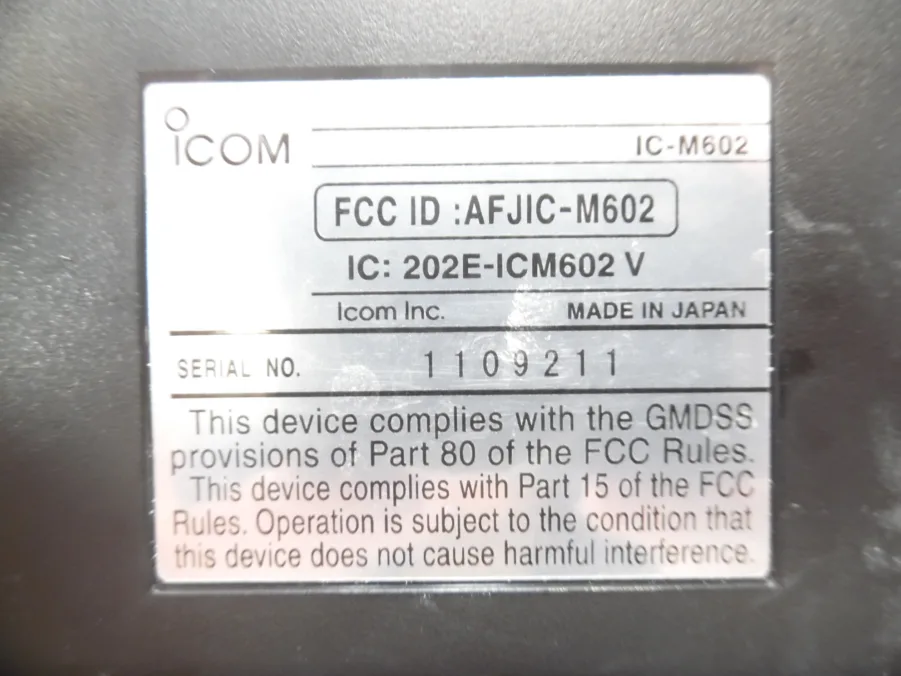 ICOM
IC-M602
FCC ID :AFJIC-M602
IC: 202E-ICM602 V
Icom Inc. MADE IN JAPAN
SERIAL NO. 1109211
This device complies with the GMDSS
provisions of Part 80 of the FCC Rules.
This device complies with Part 15 of the FCC
Rules. Operation is subject to the condition that
this device does not cause harmful interference.